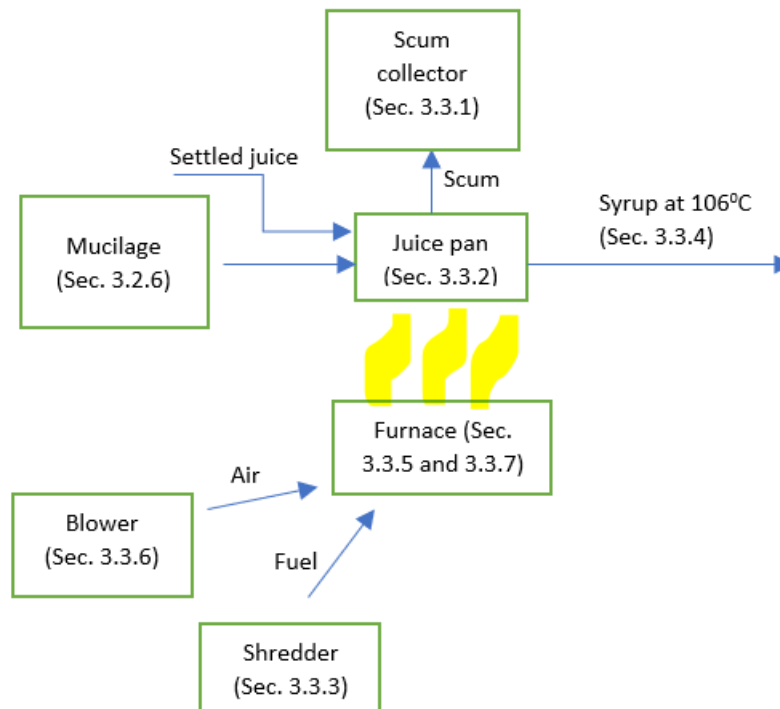 Scum
collector
(Sec. 3.3.1)
Settled juice
Scum
Syrup at 106⁰C
(Sec. 3.3.4)
Mucilage
(Sec. 3.2.6)
Juice pan
(Sec. 3.3.2)
Furnace (Sec.
3.3.5 and 3.3.7)
Air
Blower
(Sec. 3.3.6)
Fuel
Shredder
(Sec. 3.3.3)